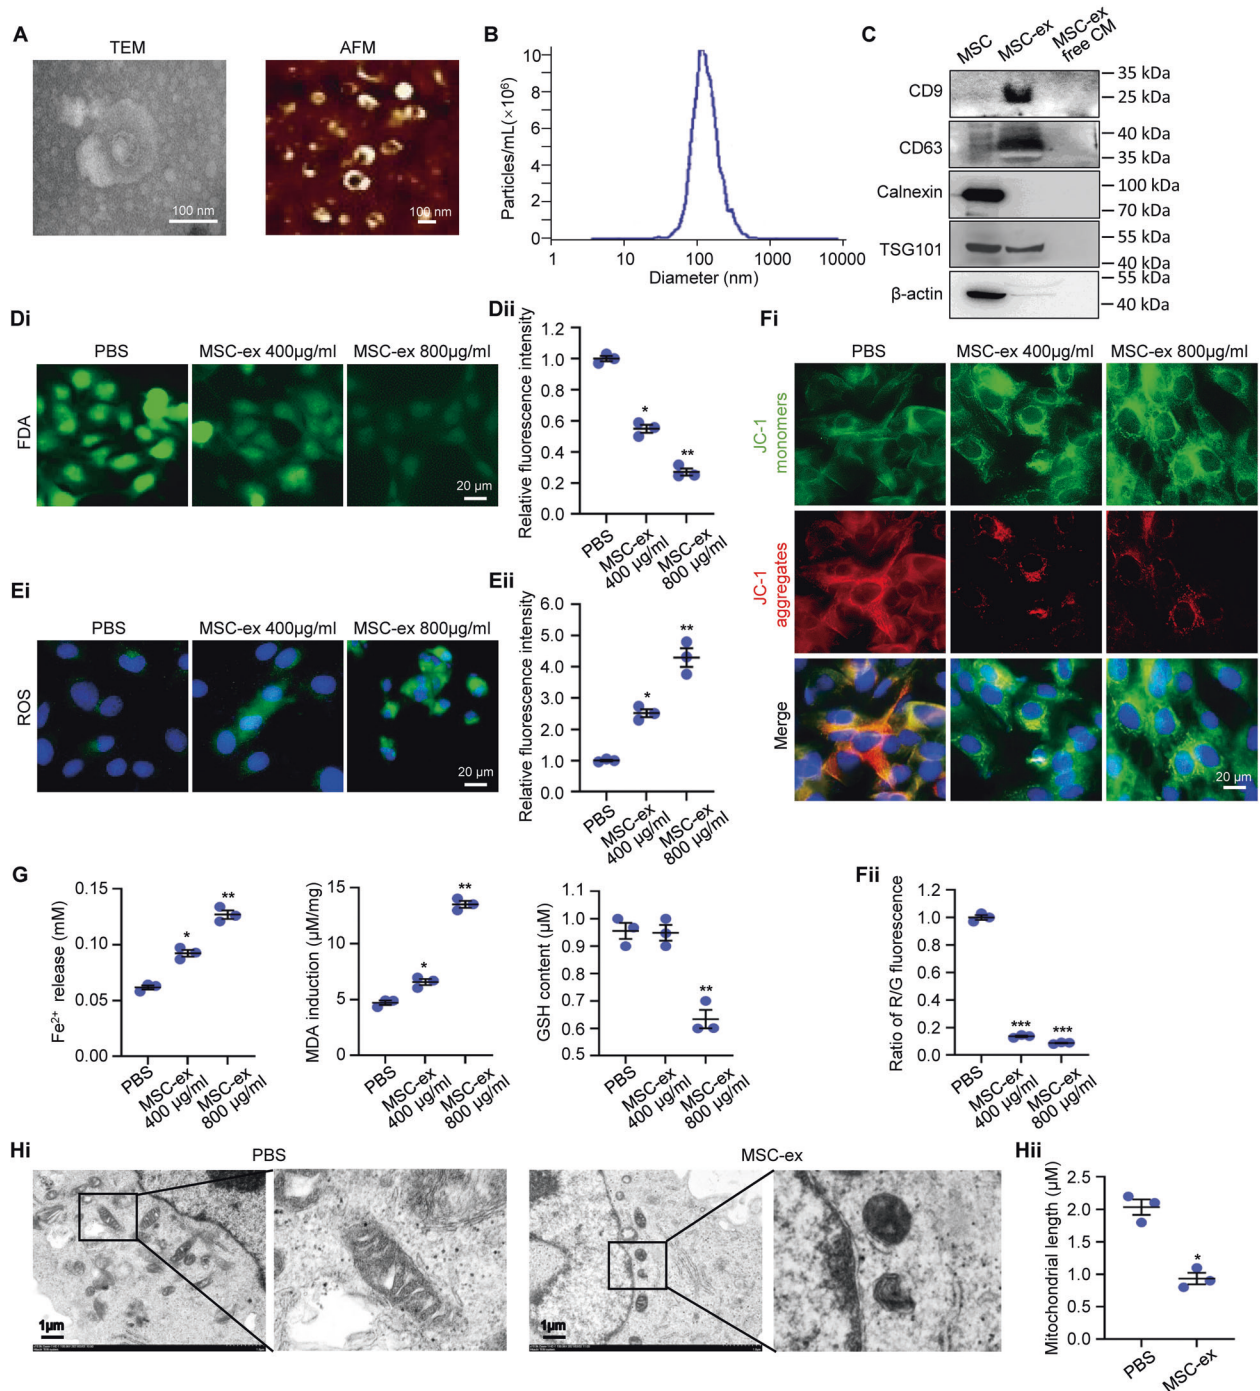 A
TEM
AFM
100 nm
100 nm
B
Particles/mL(×10⁶)
10
8
6
4
2
0
1
10
100
1000
10000
Diameter (nm)
C
MSC
MSC-ex
MSC-ex
free CM
CD9
35 kDa
25 kDa
CD63
40 kDa
35 kDa
Calnexin
100 kDa
70 kDa
TSG101
55 kDa
40 kDa
β-actin
55 kDa
40 kDa
Di
PBS
MSC-ex 400µg/ml
MSC-ex 800µg/ml
FDA
20 µm
Dii
Relative fluorescence intensity
1.2
1.0
0.8
0.6
0.4
0.2
0.0
*
**
PBS
MSC-ex
400 µg/ml
MSC-ex
800 µg/ml
Ei
PBS
MSC-ex 400µg/ml
MSC-ex 800µg/ml
ROS
20 µm
Eii
Relative fluorescence intensity
6.0
5.0
4.0
3.0
2.0
1.0
0.0
*
**
PBS
MSC-ex
400 µg/ml
MSC-ex
800 µg/ml
Fi
PBS
MSC-ex 400µg/ml
MSC-ex 800µg/ml
JC-1
monomers
JC-1
aggregates
Merge
20 µm
G
Fe²⁺ release (mM)
0.15
0.10
0.05
0.00
*
**
PBS
MSC-ex
400 µg/ml
MSC-ex
800 µg/ml
MDA induction (µM/mg)
15
10
5
0
*
**
PBS
MSC-ex
400 µg/ml
MSC-ex
800 µg/ml
GSH content (µM)
1.1
1.0
0.9
0.8
0.7
0.6
0.5
**
PBS
MSC-ex
400 µg/ml
MSC-ex
800 µg/ml
Fii
Ratio of R/G fluorescence
1.2
1.0
0.8
0.6
0.4
0.2
0.0
***
***
PBS
MSC-ex
400 µg/ml
MSC-ex
800 µg/ml
Hi
PBS
MSC-ex
1µm
1µm
Hii
Mitochondrial length (µM)
2.5
2.0
1.5
1.0
0.5
0.0
*
PBS
MSC-ex